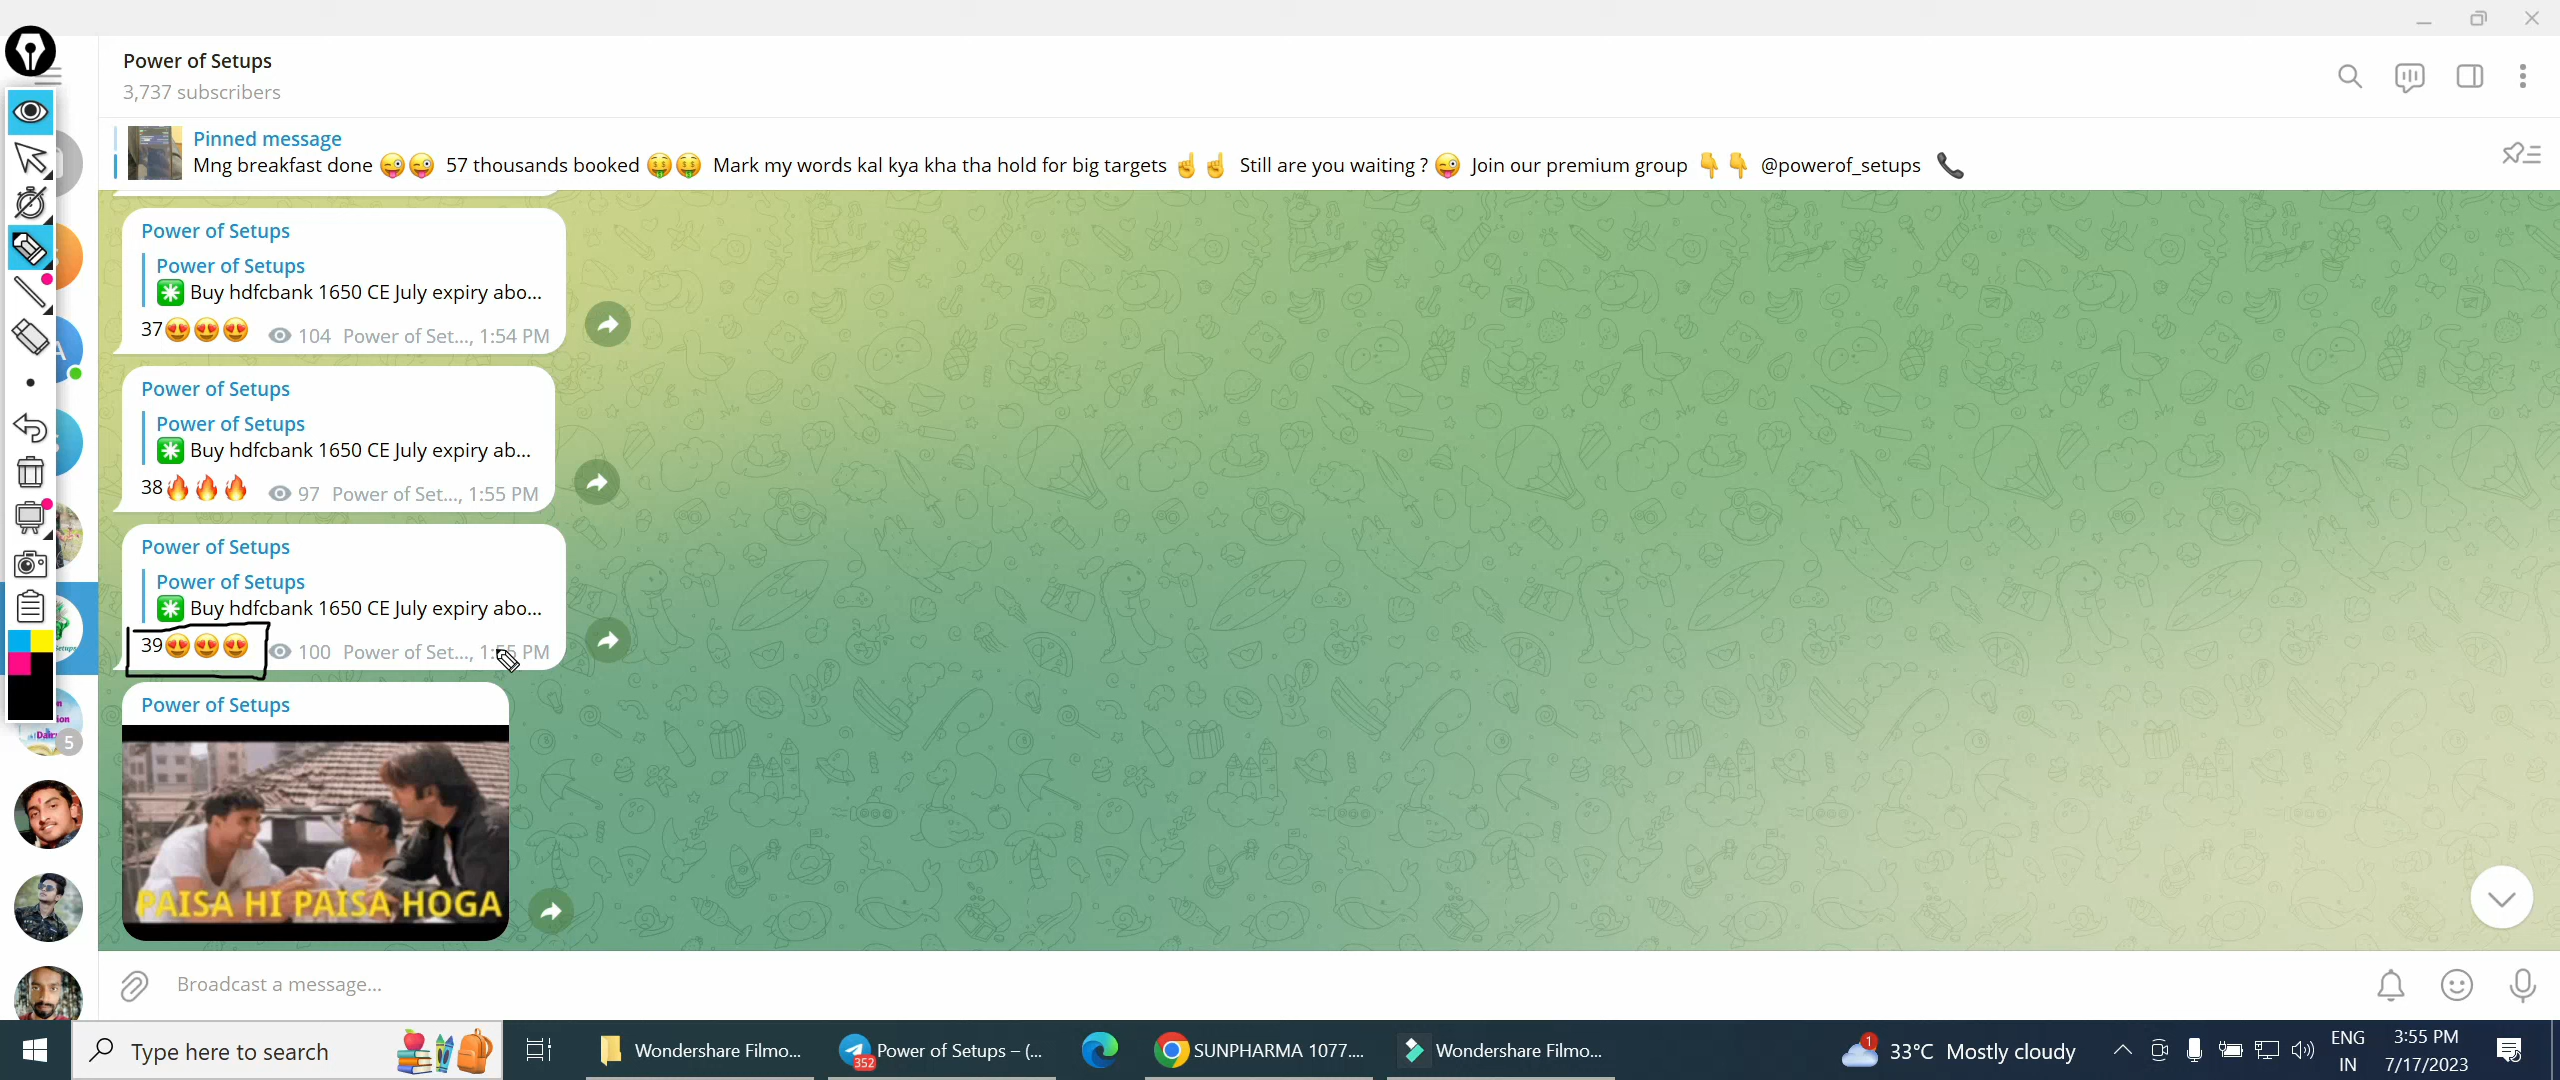 Power of Setups
3,737 subscribers
Pinned message
Mng breakfast done 😜😜 57 thousands booked 🤑🤑 Mark my words kal kya kha tha hold for big targets ☝️☝️ Still are you waiting ? 😜 Join our premium group 👇👇 @powerof_setups 📞
Power of Setups
Power of Setups
✳️ Buy hdfcbank 1650 CE July expiry abo...
37😍😍😍 104 Power of Set..., 1:54 PM
Power of Setups
Power of Setups
✳️ Buy hdfcbank 1650 CE July expiry ab...
38🔥🔥🔥 97 Power of Set..., 1:55 PM
Power of Setups
Power of Setups
✳️ Buy hdfcbank 1650 CE July expiry abo...
39😍😍😍 100 Power of Set..., PM
5
Power of Setups
PAISA HI PAISA HOGA
Broadcast a message...
Type here to search
Wondershare Filmo...
352
Power of Setups – (...
SUNPHARMA 1077....
Wondershare Filmo...
1
33°C Mostly cloudy
ENG
IN
3:55 PM
7/17/2023